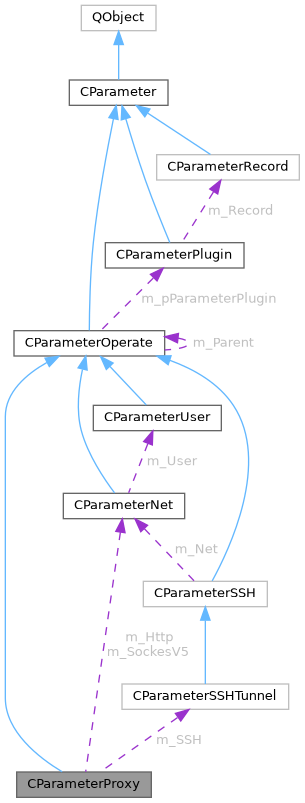 QObject
CParameter
CParameterRecord
m_Record
CParameterPlugin
m_pParameterPlugin
CParameterOperate
m_Parent
CParameterUser
m_User
CParameterNet
m_Net
CParameterSSH
m_Http
m_SockesV5
CParameterSSHTunnel
m_SSH
CParameterProxy